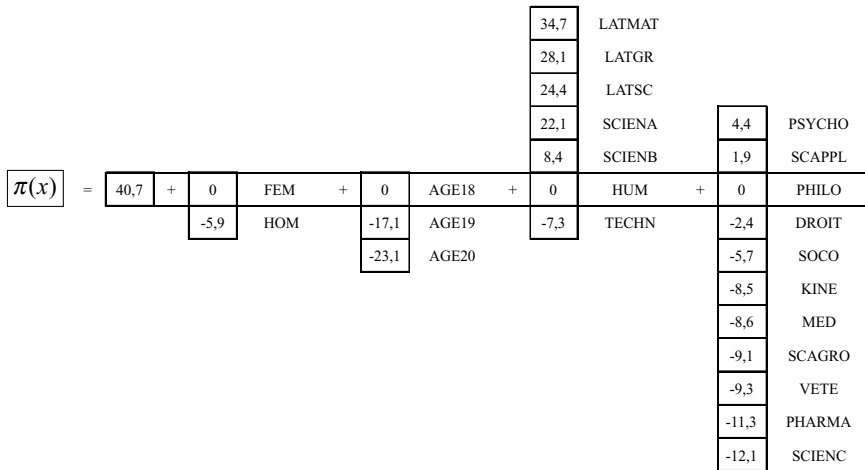 34,7 LATMAT
28,1 LATGR
24,4 LATSC
22,1 SCIENA 4,4 PSYCHO
8,4 SCIENB 1,9 SCAPPL
π(x) = 40,7 + 0 FEM + 0 AGE18 + 0 HUM + 0 PHILO
-5,9 HOM -17,1 AGE19 -7,3 TECHN -2,4 DROIT
-23,1 AGE20 -5,7 SOCO
-8,5 KINE
-8,6 MED
-9,1 SCAGRO
-9,3 VETE
-11,3 PHARMA
-12,1 SCIENC